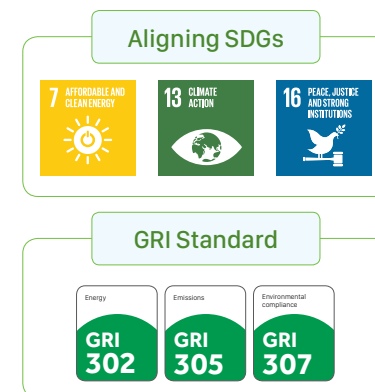 Aligning SDGs
7 AFFORDABLE AND
CLEAN ENERGY
13 CLIMATE
ACTION
16 PEACE, JUSTICE
AND STRONG
INSTITUTIONS
GRI Standard
Energy
GRI
302
Emissions
GRI
305
Environmental
compliance
GRI
307